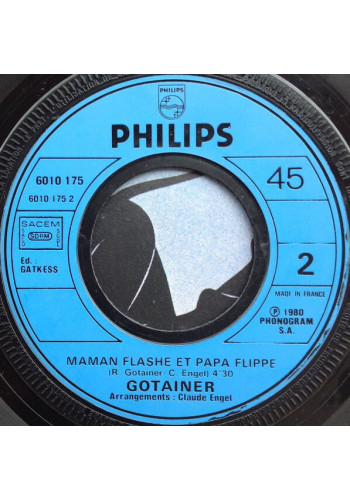 PHILIPS
PHILIPS
6010 175
6010 175 2
45
SACEM
SDRM
Ed. :
GATKESS
2
MADE IN FRANCE
℗ 1980
PHONOGRAM
S.A.
MAMAN FLASHE ET PAPA FLIPPE
(R. Gotainer-C. Engel) 4'30
GOTAINER
Arrangements : Claude Engel